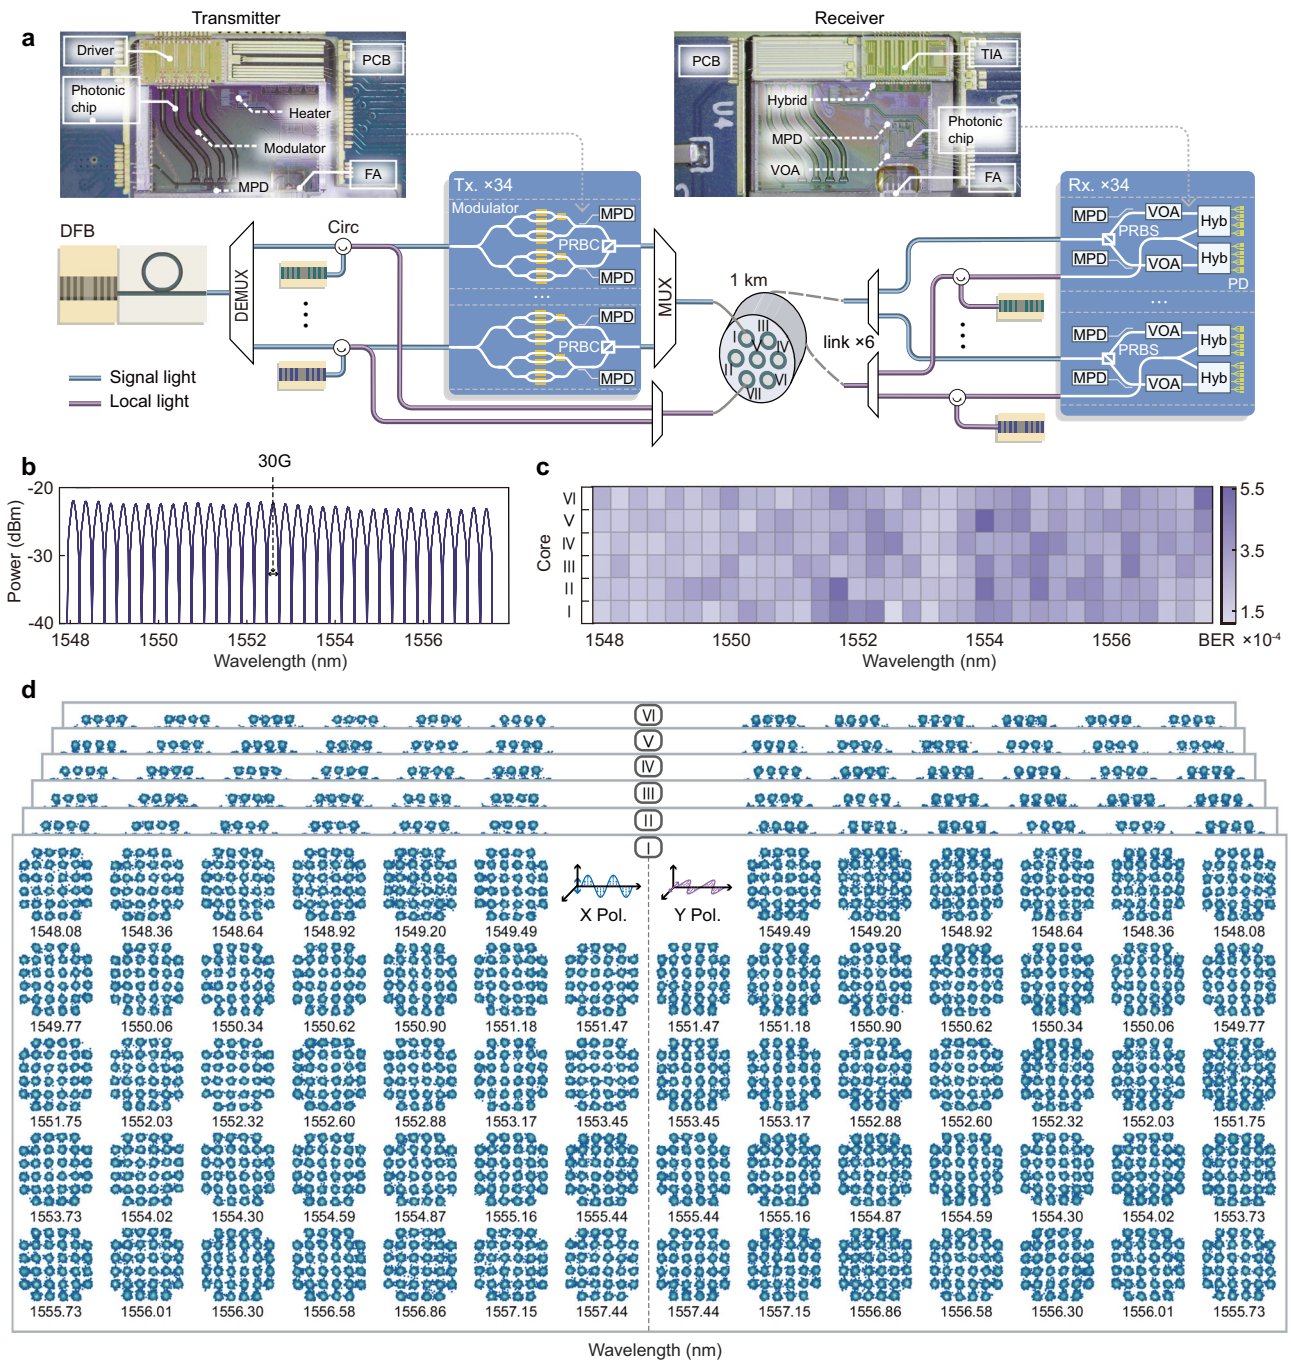 a
Transmitter
Driver
Photonic
chip
Heater
Modulator
MPD
PCB
FA
Receiver
PCB
TIA
Hybrid
MPD
VOA
Photonic
chip
FA
DFB
DEMUX
Circ
Tx. ×34
Modulator
MPD
PRBC
MPD
...
MPD
PRBC
MPD
MUX
1 km
I
II
III
IV
V
VI
VII
link ×6
Rx. ×34
MPD
VOA
Hyb
PRBS
MPD
VOA
Hyb
PD
...
MPD
VOA
Hyb
PRBS
MPD
VOA
Hyb
Signal light
Local light
b
30G
Power (dBm)
-20
-30
-40
1548 1550 1552 1554 1556
Wavelength (nm)
c
Core
VI
V
IV
III
II
I
1548 1550 1552 1554 1556
Wavelength (nm)
5.5
3.5
1.5
BER ×10⁻⁴
d
VI
V
IV
III
II
I
X Pol. Y Pol.
1548.08 1548.36 1548.64 1548.92 1549.20 1549.49 1549.49 1549.20 1548.92 1548.64 1548.36 1548.08
1549.77 1550.06 1550.34 1550.62 1550.90 1551.18 1551.47 1551.47 1551.18 1550.90 1550.62 1550.34 1550.06 1549.77
1551.75 1552.03 1552.32 1552.60 1552.88 1553.17 1553.45 1553.45 1553.17 1552.88 1552.60 1552.32 1552.03 1551.75
1553.73 1554.02 1554.30 1554.59 1554.87 1555.16 1555.44 1555.44 1555.16 1554.87 1554.59 1554.30 1554.02 1553.73
1555.73 1556.01 1556.30 1556.58 1556.86 1557.15 1557.44 1557.44 1557.15 1556.86 1556.58 1556.30 1556.01 1555.73
Wavelength (nm)